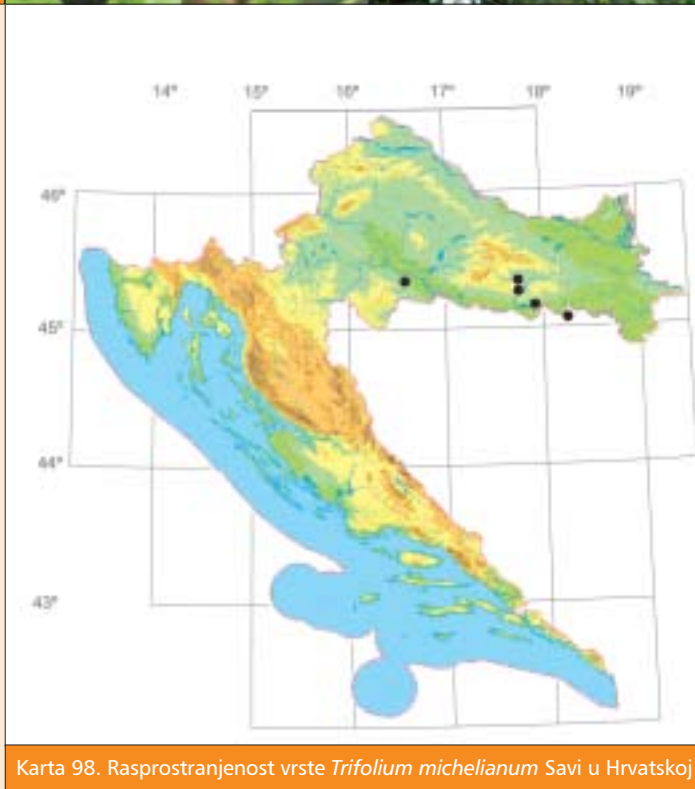 14° 15° 16° 17° 18° 19°
46°
45°
44°
43°
Karta 98. Rasprostranjenost vrste Trifolium michelianum Savi u Hrvatskoj